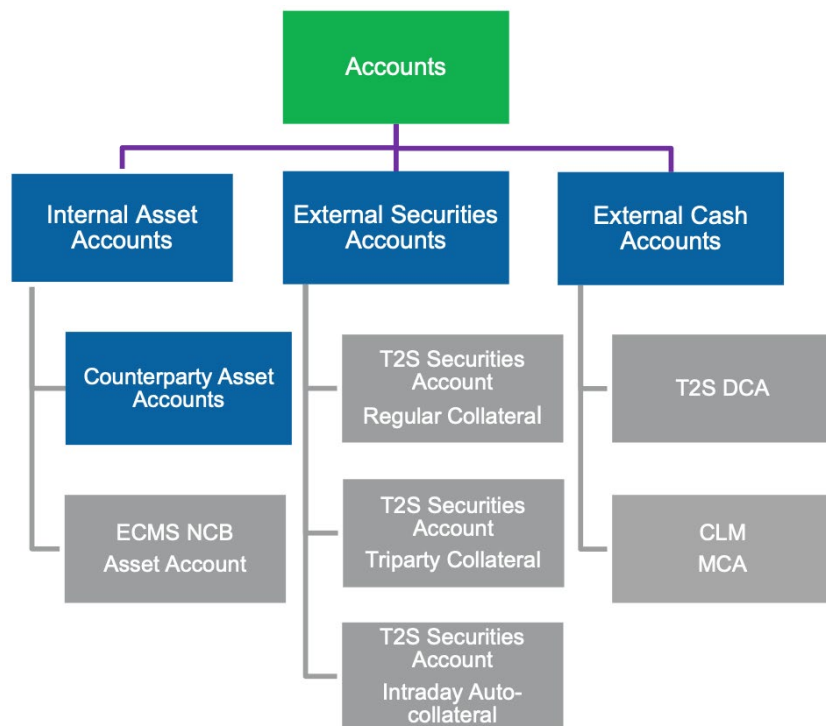 Accounts
Internal Asset
Accounts
External Securities
Accounts
External Cash
Accounts
Counterparty Asset
Accounts
ECMS NCB
Asset Account
T2S Securities
Account
Regular Collateral
T2S Securities
Account
Triparty Collateral
T2S Securities
Account
Intraday Auto-
collateral
T2S DCA
CLM
MCA